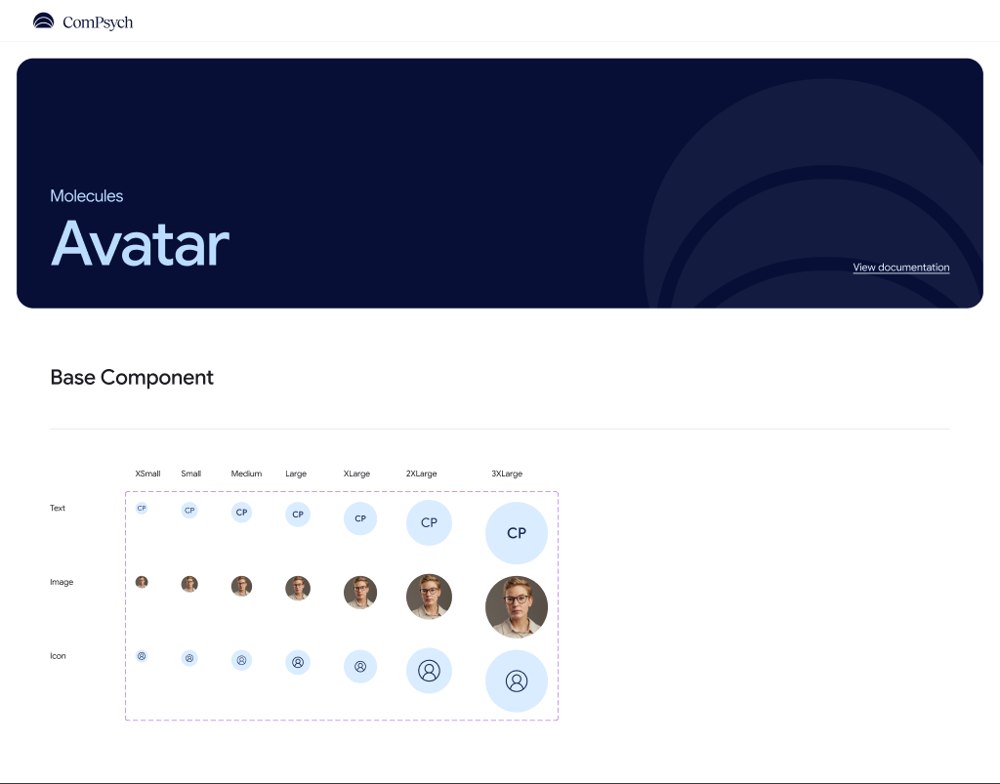 ComPsych
Molecules
Avatar
View documentation
Base Component
XSmall Small Medium Large XLarge 2XLarge 3XLarge
Text
CP CP CP CP CP CP CP
Image
Icon